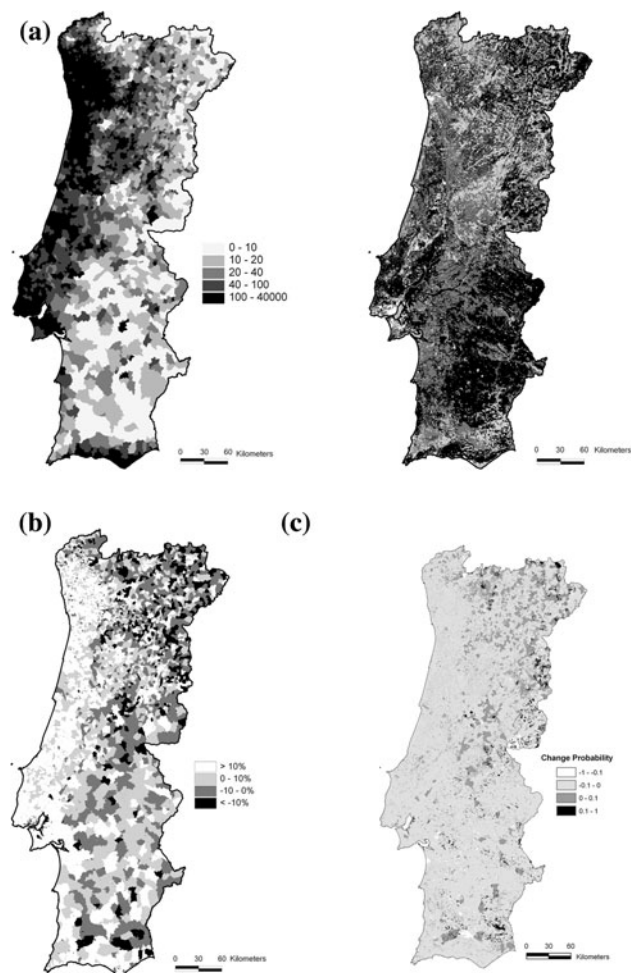 (a)
0 - 10
10 - 20
20 - 40
40 - 100
100 - 40000
0 30 60 Kilometers
0 30 60 Kilometers
(b)
(c)
> 10%
0 - 10%
-10 - 0%
< -10%
Change Probability
-1 - -0.1
-0.1 - 0
0 - 0.1
0.1 - 1
0 30 60 Kilometers
0 30 60 Kilometers